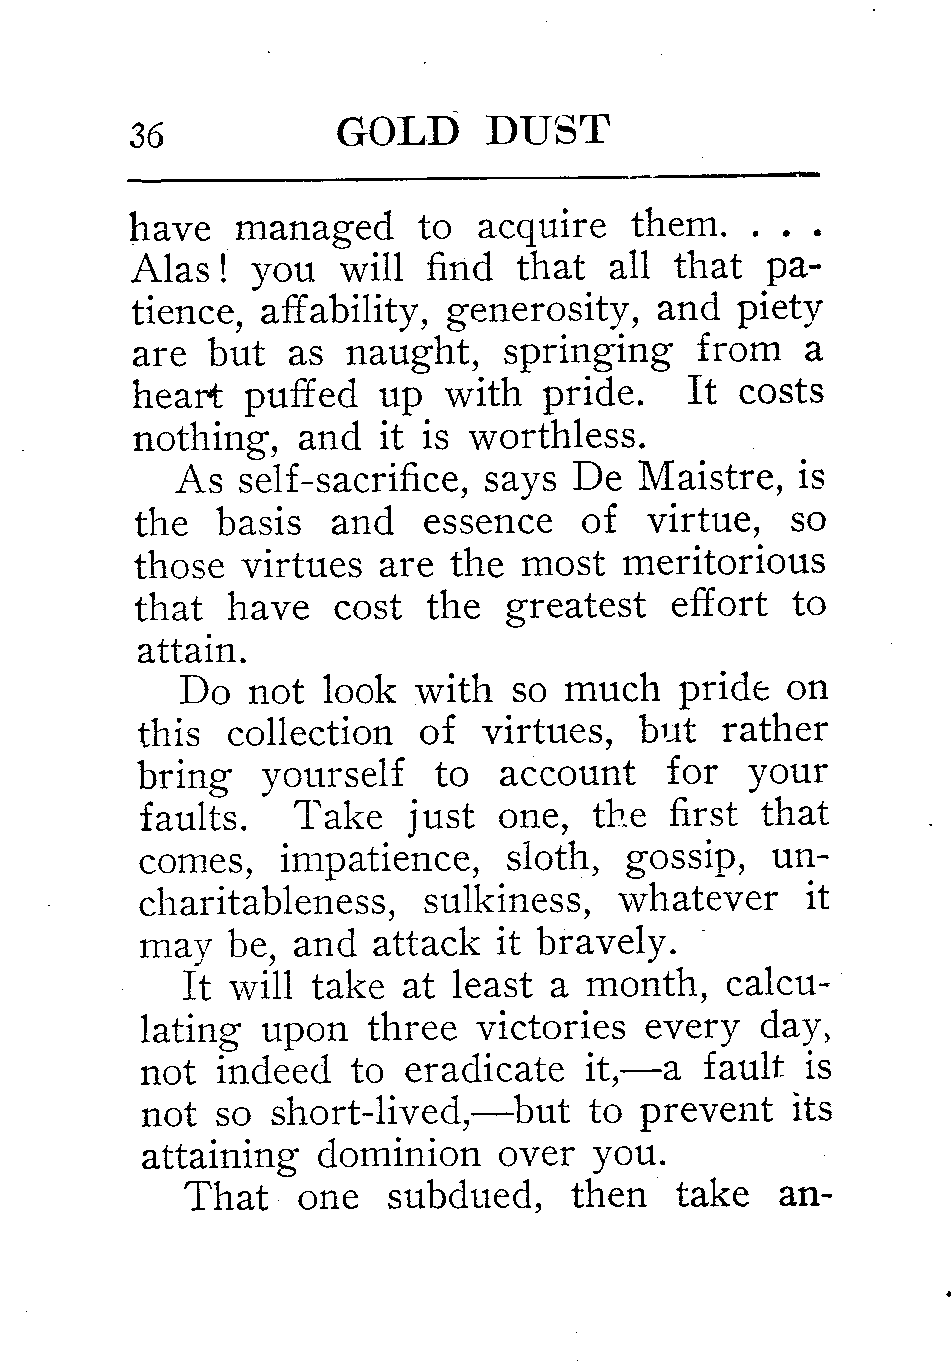 36 GOLD DUST
have managed to acquire them. . . .
Alas! you will find that all that pa-
tience, affability, generosity, and piety
are but as naught, springing from a
heart puffed up with pride. It costs
nothing, and it is worthless.
As self-sacrifice, says De Maistre, is
the basis and essence of virtue, so
those virtues are the most meritorious
that have cost the greatest effort to
attain.
Do not look with so much pride on
this collection of virtues, but rather
bring yourself to account for your
faults. Take just one, the first that
comes, impatience, sloth, gossip, un-
charitableness, sulkiness, whatever it
may be, and attack it bravely.
It will take at least a month, calcu-
lating upon three victories every day,
not indeed to eradicate it,—a fault is
not so short-lived,—but to prevent its
attaining dominion over you.
That one subdued, then take an-